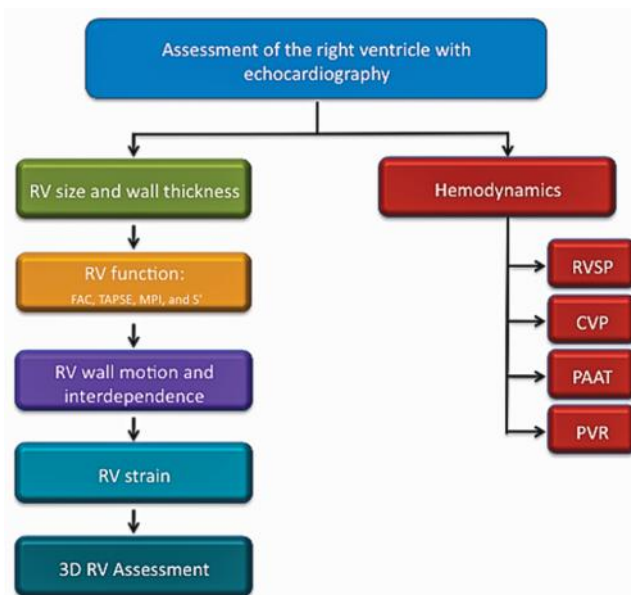 Assessment of the right ventricle with
echocardiography
RV size and wall thickness
Hemodynamics
RV function:
FAC, TAPSE, MPI, and S'
RVSP
CVP
RV wall motion and
interdependence
PAAT
PVR
RV strain
3D RV Assessment